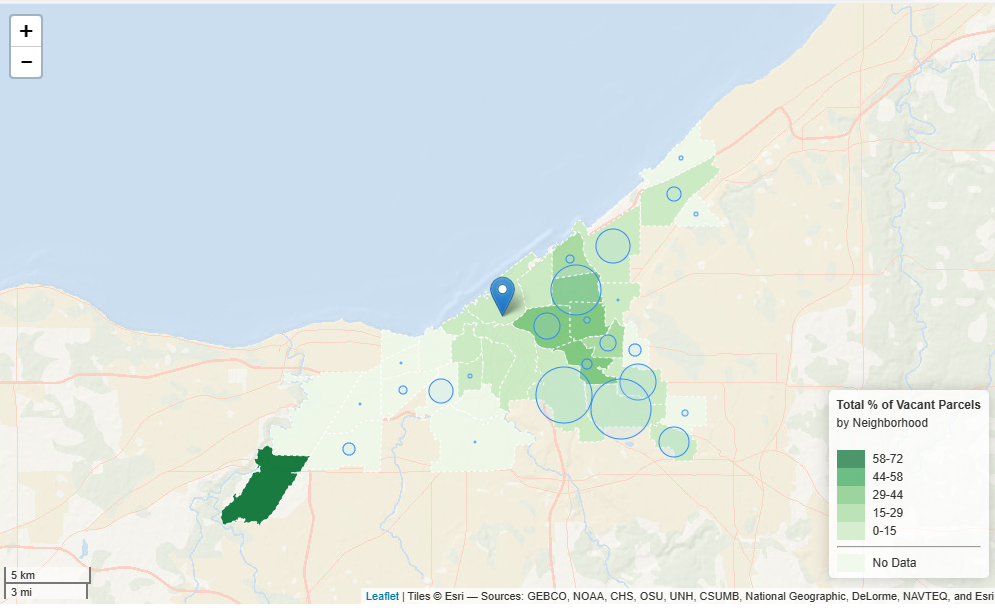 +
−
Total % of Vacant Parcels
by Neighborhood
58-72
44-58
29-44
15-29
0-15
No Data
5 km
3 mi
Leaflet | Tiles © Esri — Sources: GEBCO, NOAA, CHS, OSU, UNH, CSUMB, National Geographic, DeLorme, NAVTEQ, and Esri